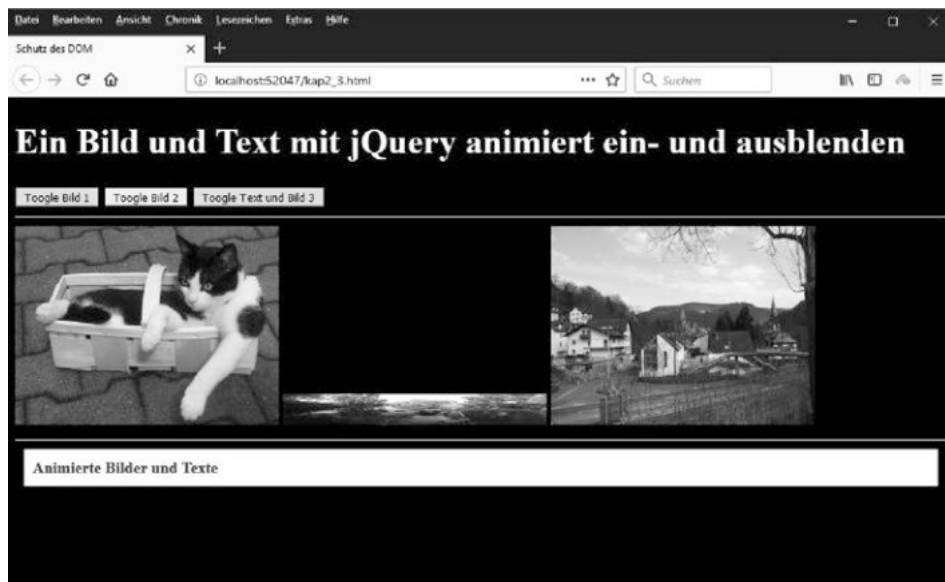 Datei Bearbeiten Ansicht Chronik Lesezeichen Extras Hilfe
Schutz des DOM
localhost:52047/kap2_3.html
Suchen
Ein Bild und Text mit jQuery animiert ein- und ausblenden
Toogle Bild 1 Toogle Bild 2 Toogle Text und Bild 3
Animierte Bilder und Texte